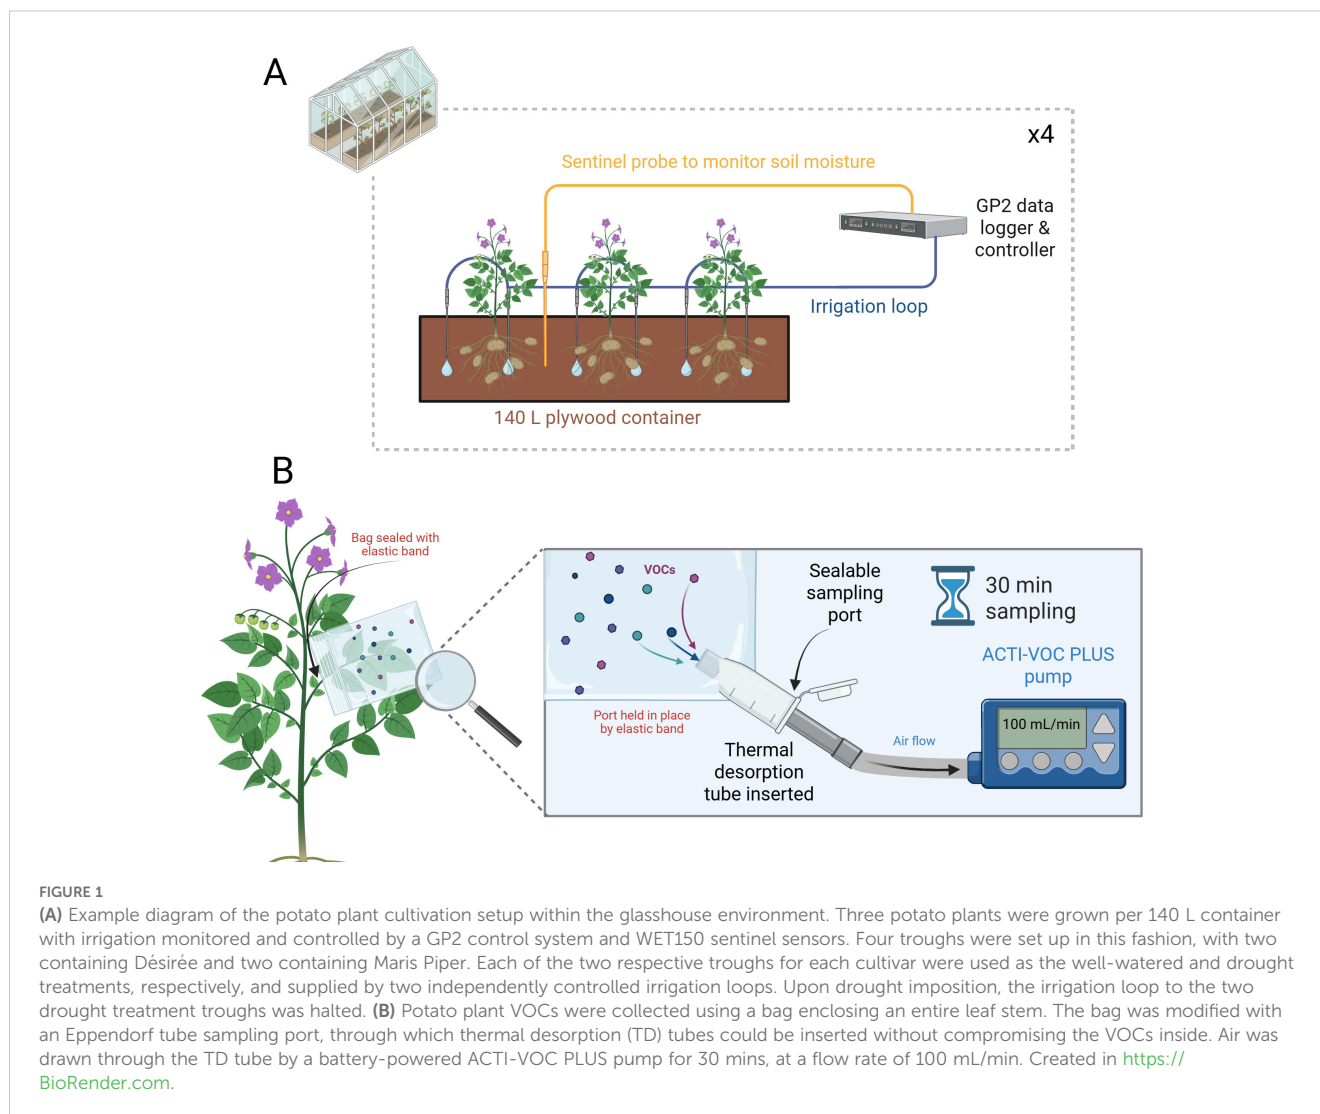 A
x4
Sentinel probe to monitor soil moisture
GP2 data
logger &
controller
Irrigation loop
140 L plywood container
B
Bag sealed with
elastic band
VOCs
Sealable
sampling
port
30 min
sampling
ACTI-VOC PLUS
pump
100 mL/min
Port held in place
by elastic band
Air flow
Thermal
desorption
tube inserted
FIGURE 1
(A) Example diagram of the potato plant cultivation setup within the glasshouse environment. Three potato plants were grown per 140 L container
with irrigation monitored and controlled by a GP2 control system and WET150 sentinel sensors. Four troughs were set up in this fashion, with two
containing Désirée and two containing Maris Piper. Each of the two respective troughs for each cultivar were used as the well-watered and drought
treatments, respectively, and supplied by two independently controlled irrigation loops. Upon drought imposition, the irrigation loop to the two
drought treatment troughs was halted. (B) Potato plant VOCs were collected using a bag enclosing an entire leaf stem. The bag was modified with
an Eppendorf tube sampling port, through which thermal desorption (TD) tubes could be inserted without compromising the VOCs inside. Air was
drawn through the TD tube by a battery-powered ACTI-VOC PLUS pump for 30 mins, at a flow rate of 100 mL/min. Created in https://
BioRender.com.